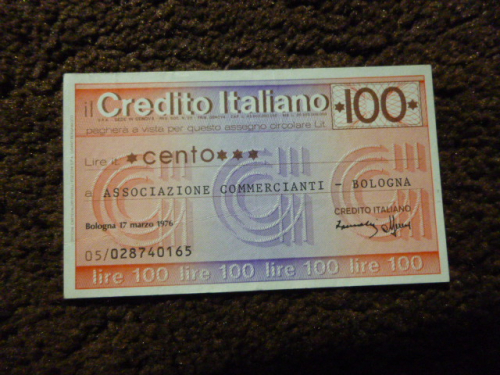 il Credito Italiano *100*
pagherà a vista per questo assegno circolare Lit.
Lire it. *cento***
a ASSOCIAZIONE COMMERCIANTI - BOLOGNA
Bologna 17 marzo 1976
CREDITO ITALIANO
05/028740165
lire 100 lire 100 lire 100 lire 100